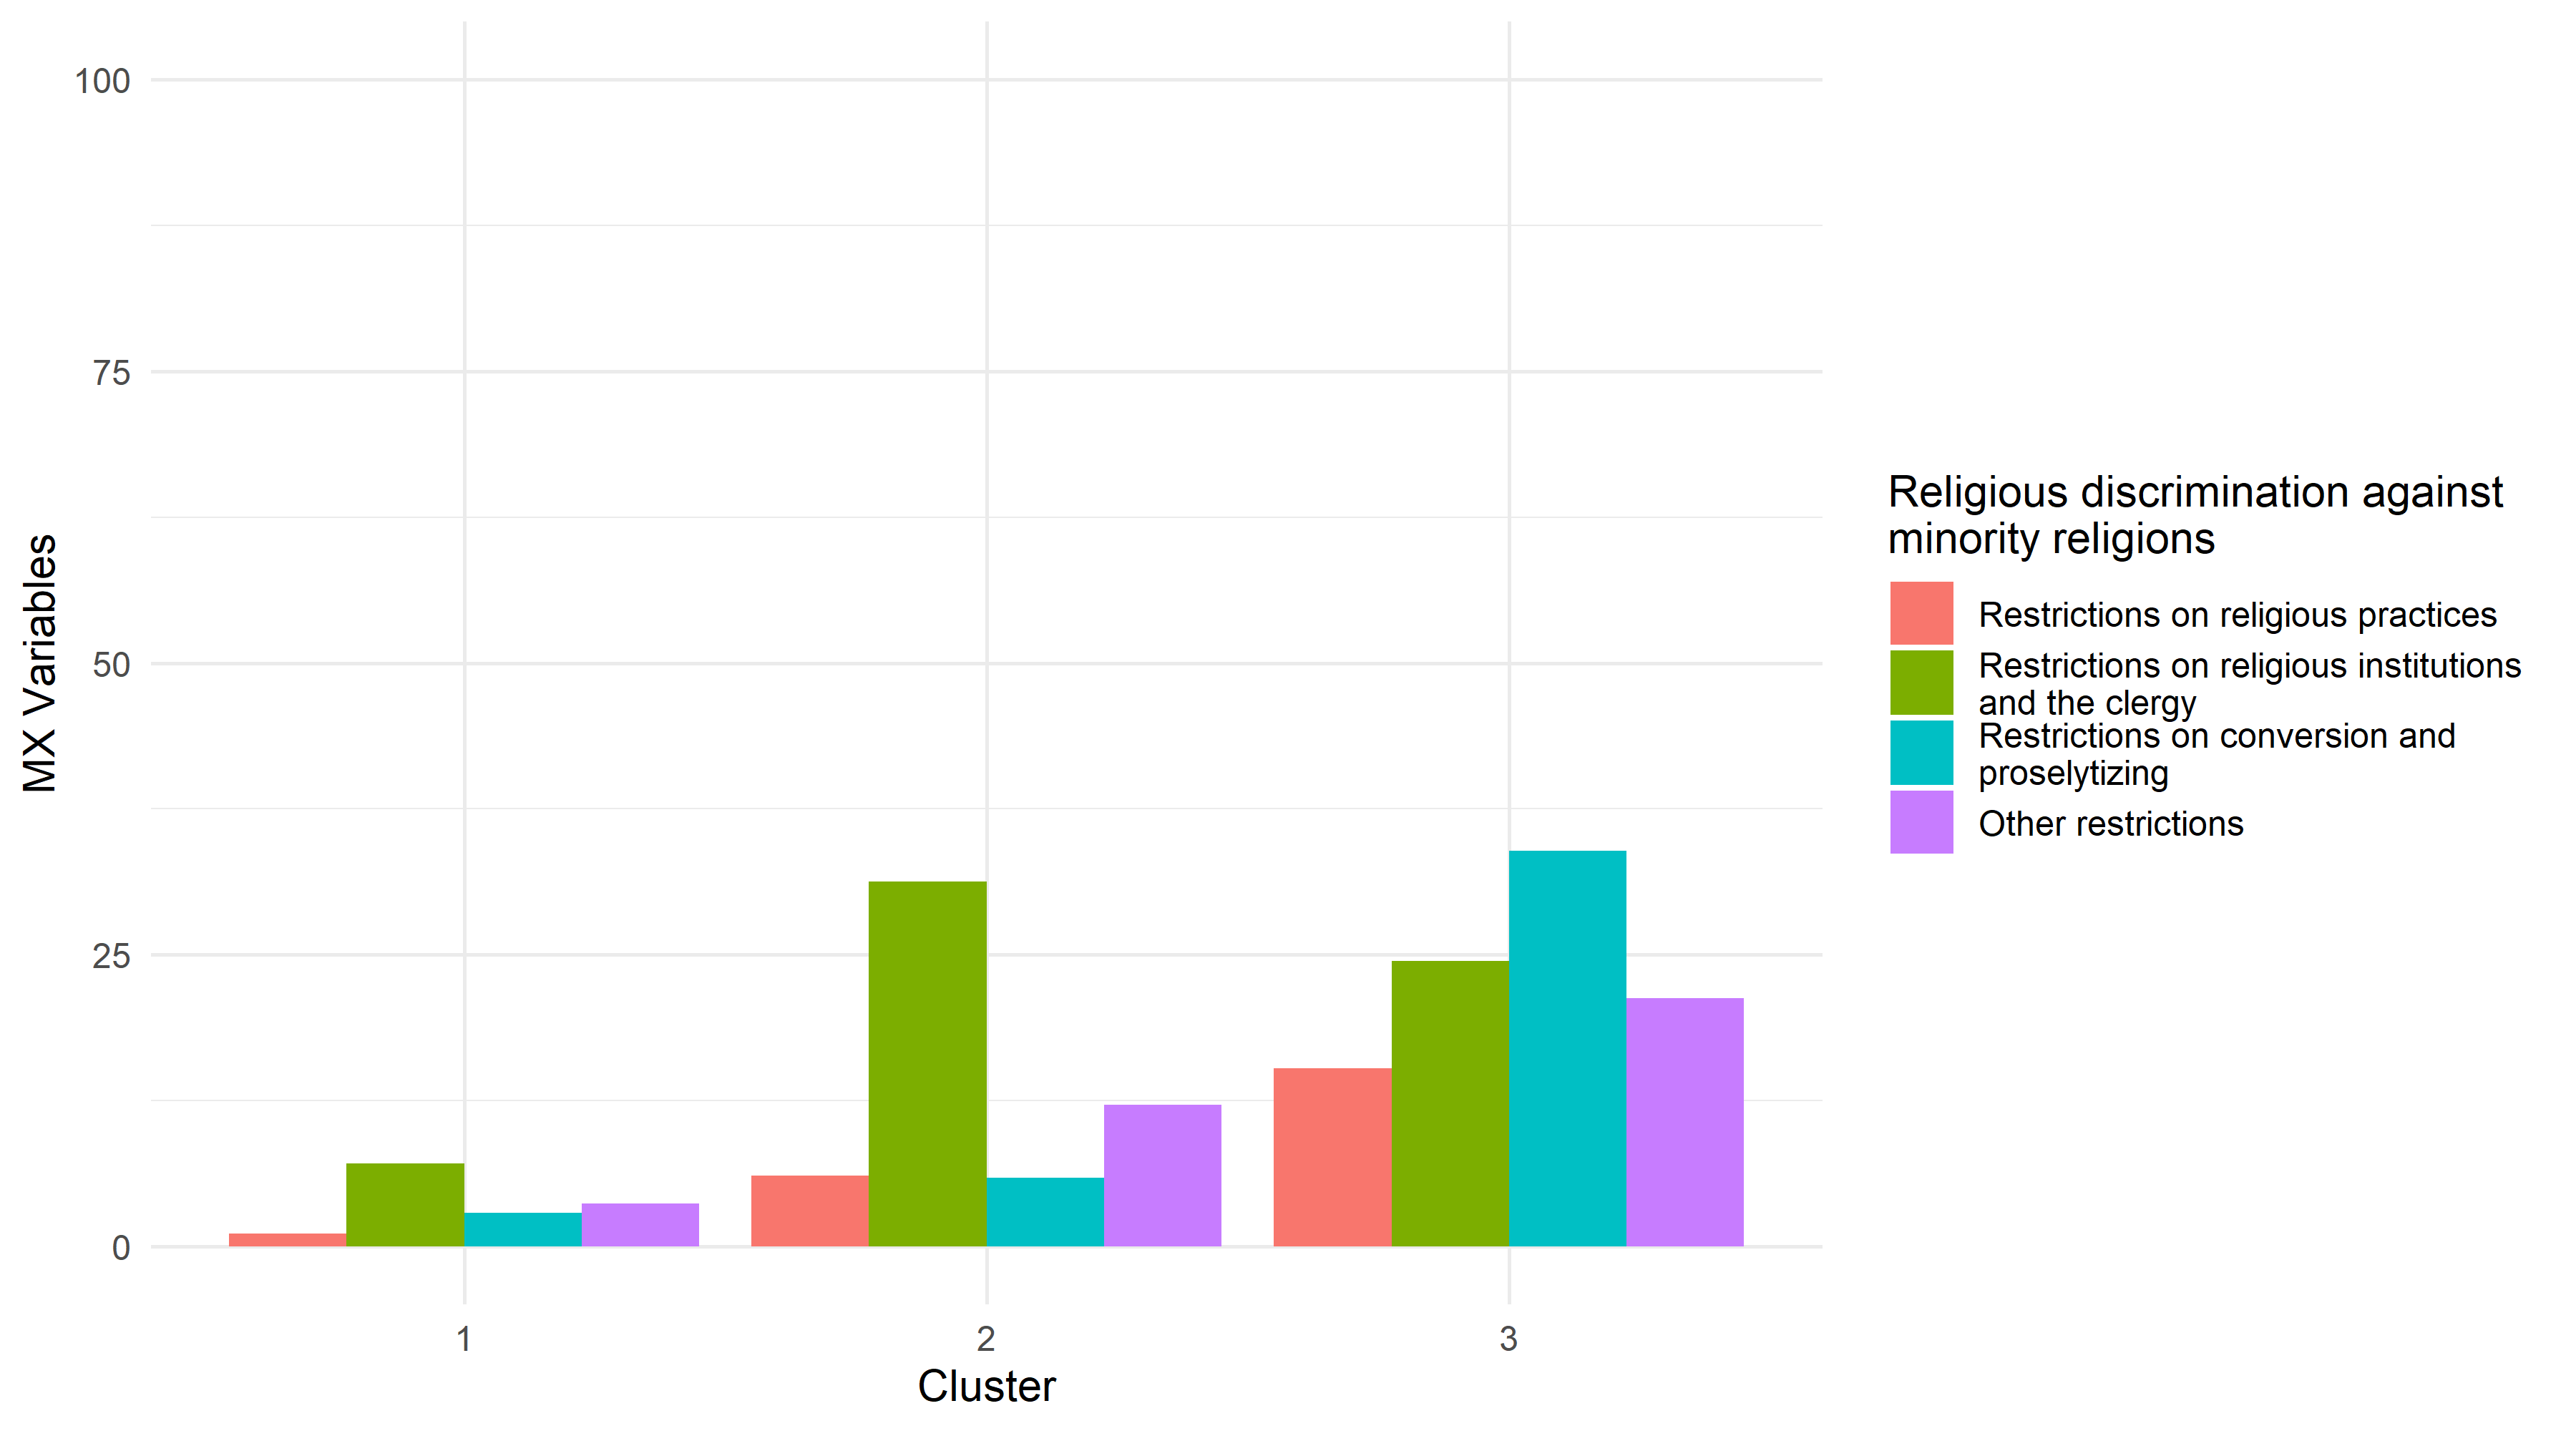 100
75
50
25
0
MX Variables
1
2
3
Cluster
Religious discrimination against
minority religions
Restrictions on religious practices
Restrictions on religious institutions
and the clergy
Restrictions on conversion and
proselytizing
Other restrictions